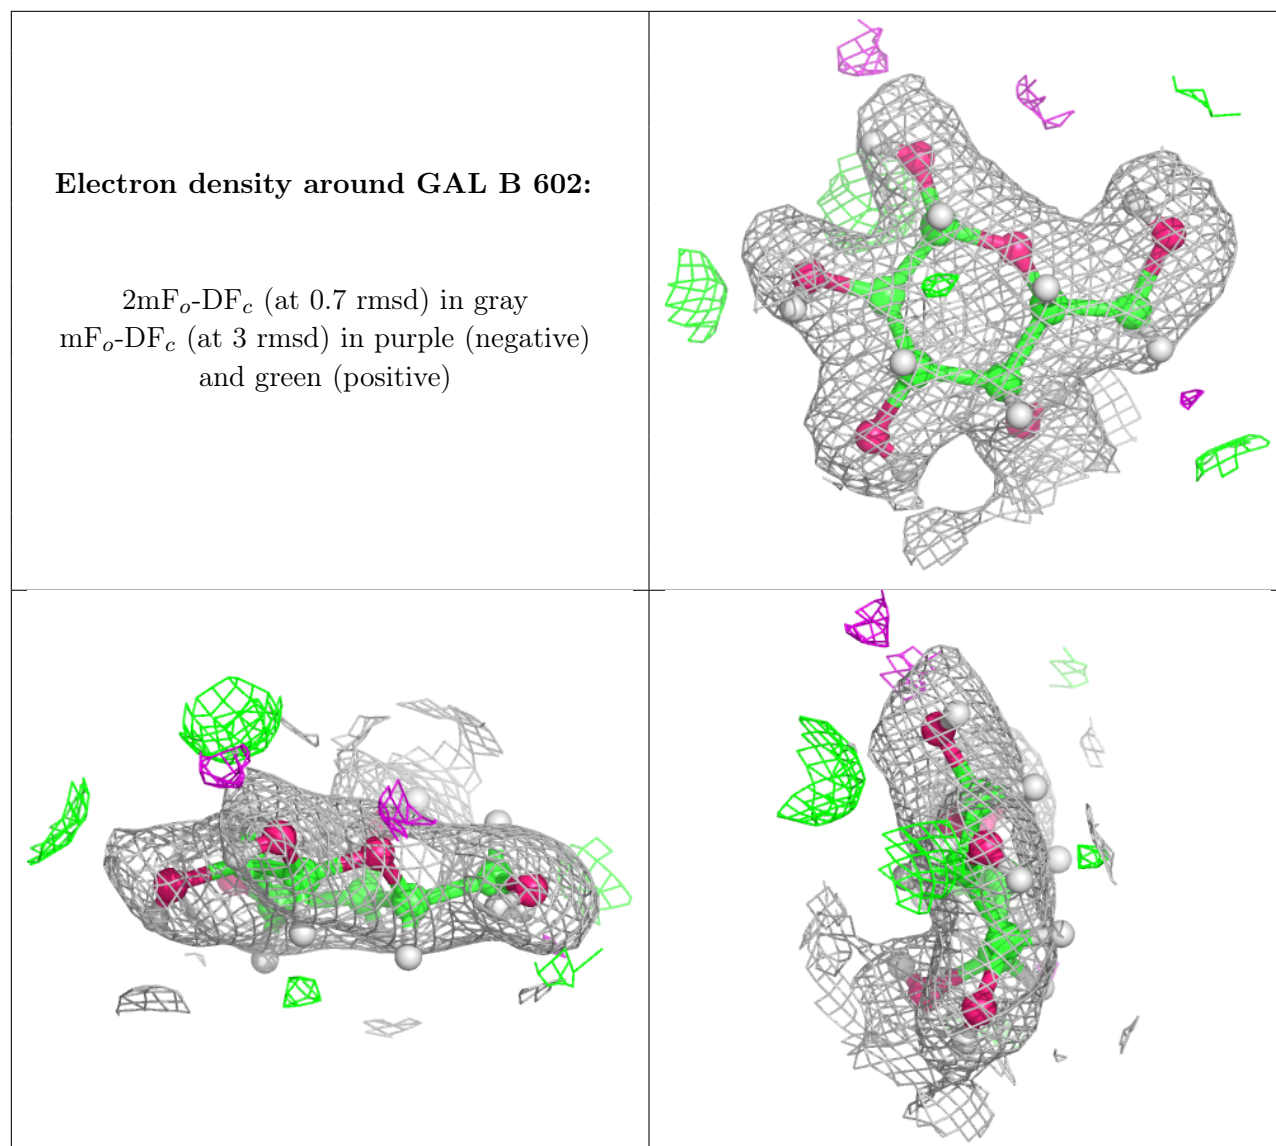 Electron density around GAL B 602:
2mFo-DFc (at 0.7 rmsd) in gray
mFo-DFc (at 3 rmsd) in purple (negative)
and green (positive)